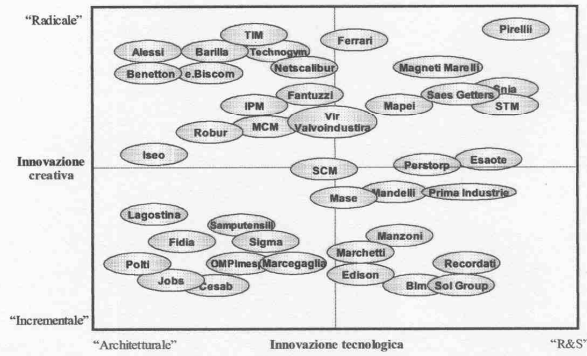 "Radicale"
Pirellii
TIM
Ferrari
Alessi
Barilla
Technogym
Netscalibur
Magneti Marelli
Benetton
e.Biscom
Snia
Fantuzzi
Saes Getters
IPM
Mapei
STM
Vir
Valvoindustira
MCM
Robur
Iseo
Esaote
Innovazione
creativa
SCM
Perstorp
Mase
Mandelli
Prima Industrie
Lagostina
Samputensili
Manzoni
Fidia
Sigma
Marchetti
Polti
OMPImes
Marcegaglia
Recordati
Edison
Jobs
Cesab
BIm
Sol Group
"Incrementale"
"Architetturale"
Innovazione tecnologica
"R&S"